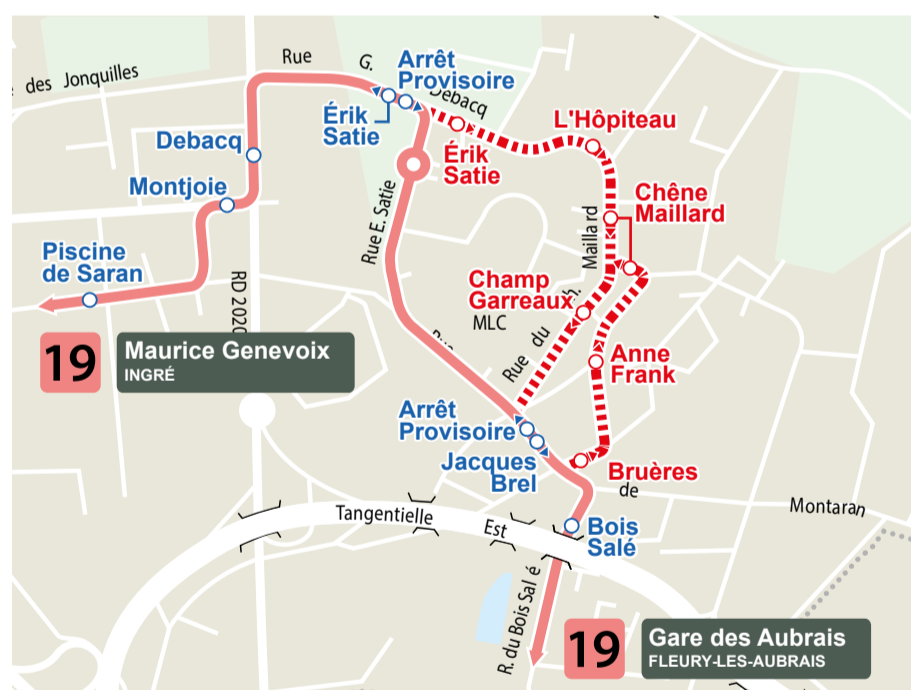 des Jonquilles
Rue
G.
Debacq
Arrêt
Provisoire
Érik
Satie
Érik
Satie
L'Hôpiteau
Debacq
Montjoie
Chêne
Maillard
Piscine
de Saran
Rue E. Satie
Maillard
RD 2020
Champ
Garreaux
MLC
Rue du
h.
Rue
19
Maurice Genevoix
INGRÉ
Anne
Frank
Arrêt
Provisoire
Jacques
Brel
Bruères
de
Montaran
Tangentielle
Est
Bois
Salé
R. du Bois Salé
19
Gare des Aubrais
FLEURY-LES-AUBRAIS